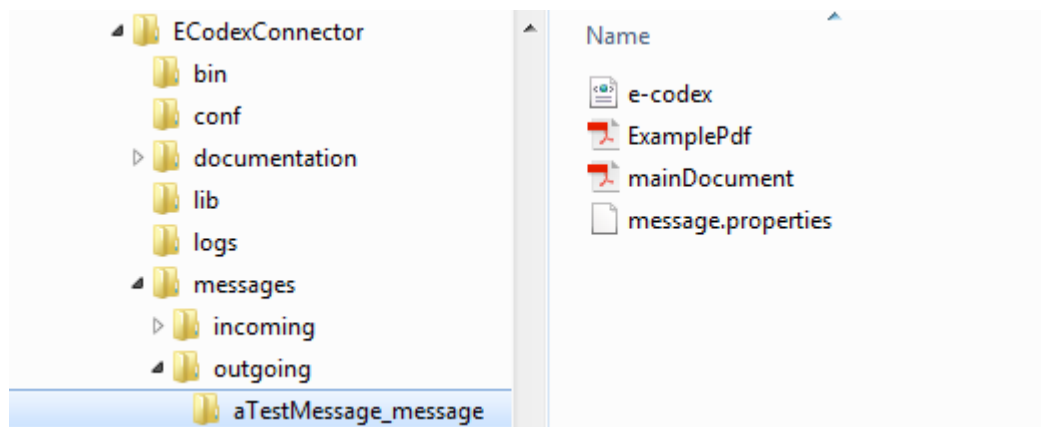 ECodexConnector
bin
conf
documentation
lib
logs
messages
incoming
outgoing
aTestMessage_message
Name
e-codex
ExamplePdf
mainDocument
message.properties